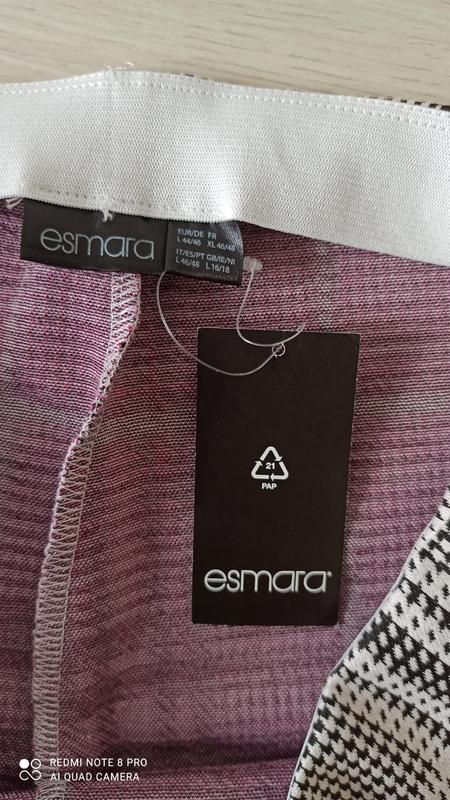 esmara
EUR/DE FR
L 44/46 XL 46/48
IT/ES/PT GB/IE/NI
L 46/48 L 16/18
21
PAP
esmara®
REDMI NOTE 8 PRO
AI QUAD CAMERA